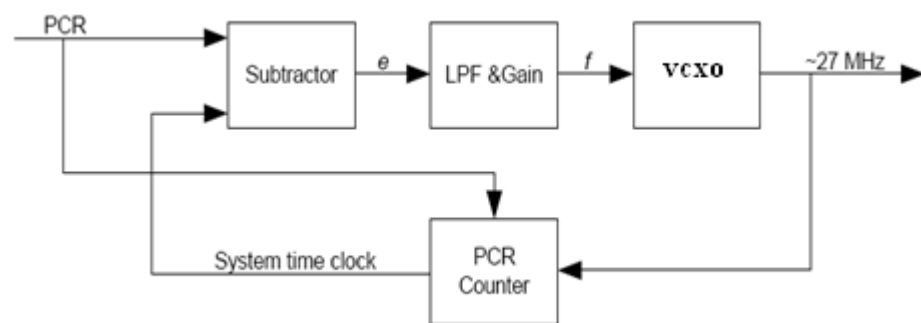 PCR
Subtractor
e
LPF &Gain
f
vcxo
~27 MHz
System time clock
PCR
Counter